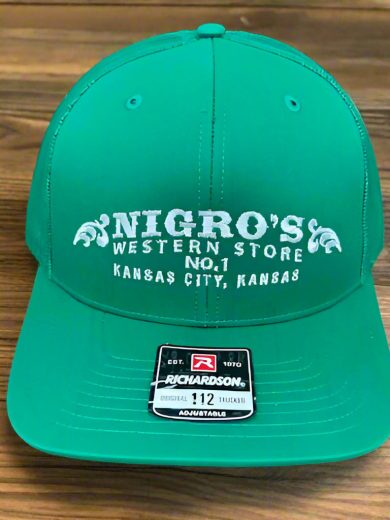 NIGRO'S
WESTERN STORE
NO.1
KANSAS CITY, KANSAS
EST. R 1970
RICHARDSON®
ORIGINAL 112 TRUCKER
ADJUSTABLE